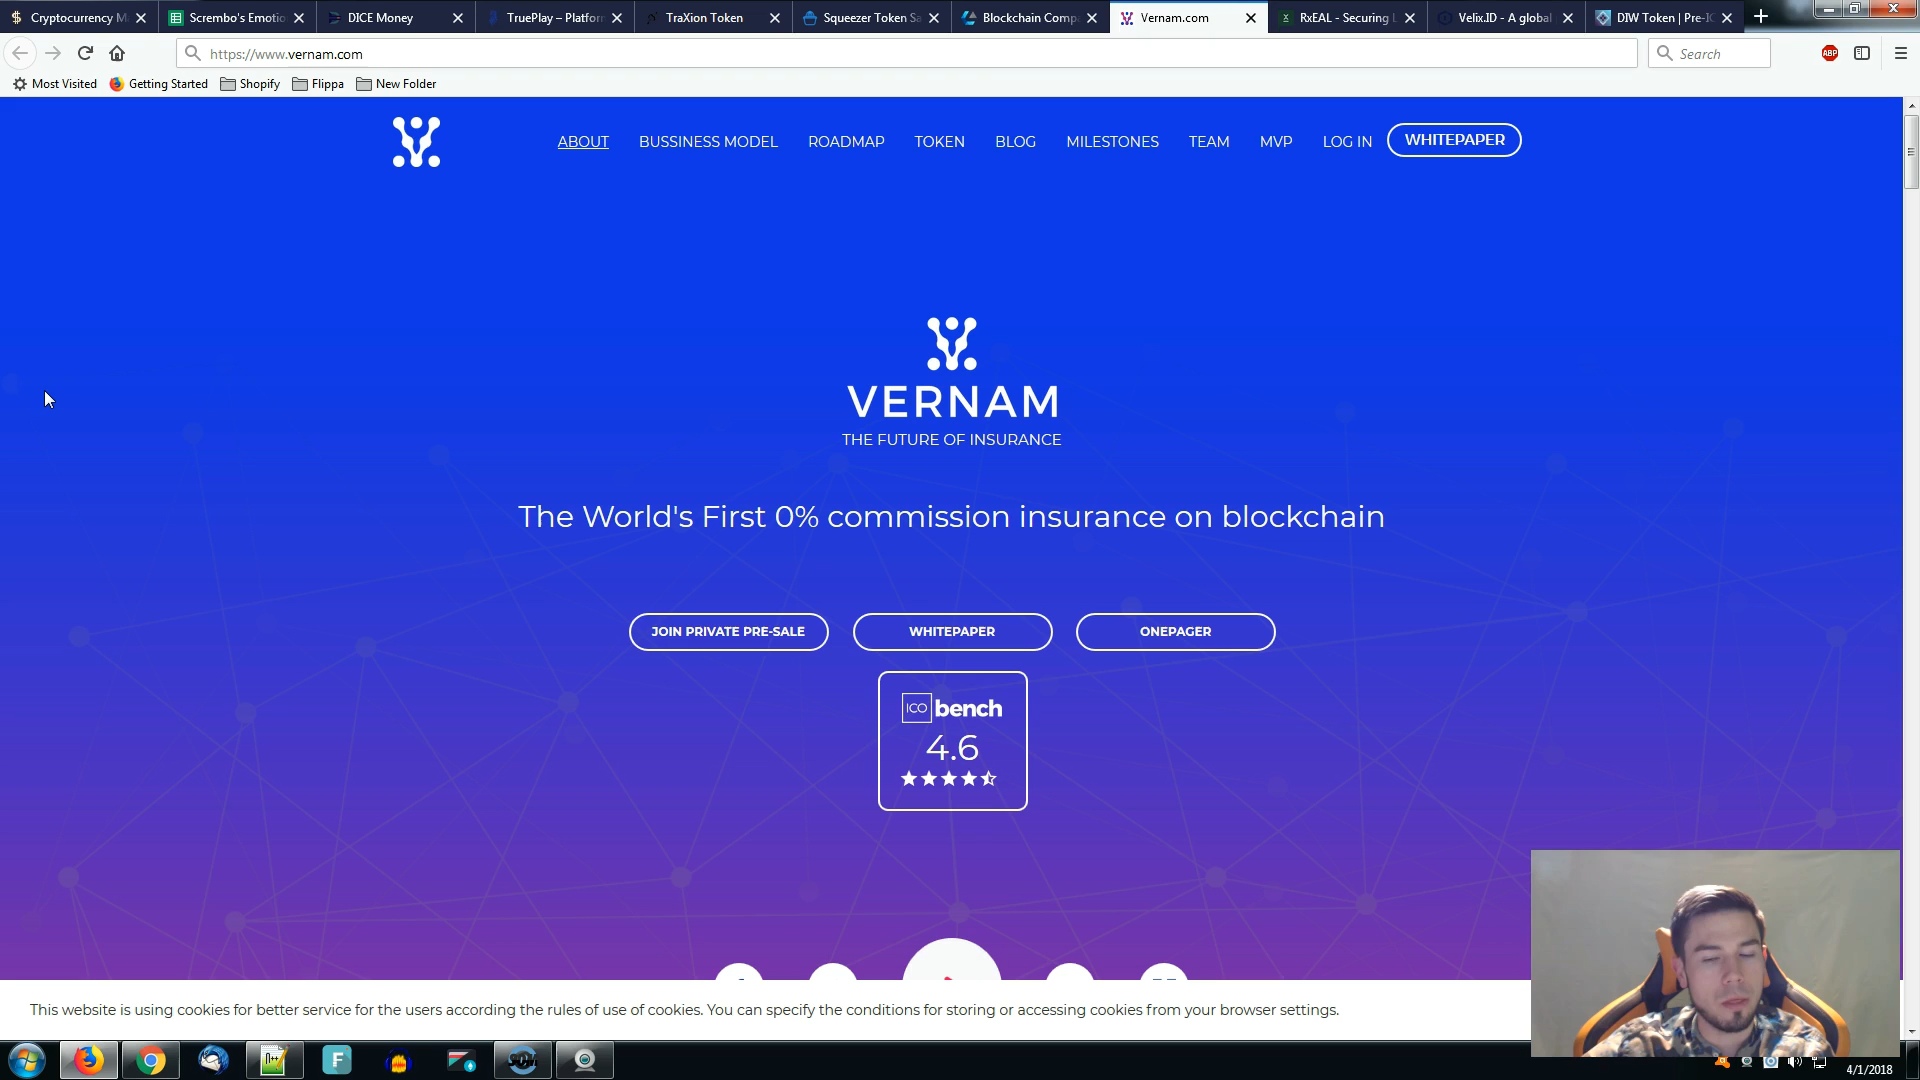 Cryptocurrency M
Scrembo's Emotio
DICE Money
TruePlay – Platfor
TraXion Token
Squeezer Token Sa
Blockchain Comp
Vernam.com
RxEAL - Securing
Velix.ID - A global
DIW Token | Pre-IC
https://www.vernam.com
Search
ABP
Most Visited
Getting Started
Shopify
Flippa
New Folder
ABOUT
BUSSINESS MODEL
ROADMAP
TOKEN
BLOG
MILESTONES
TEAM
MVP
LOG IN
WHITEPAPER
VERNAM
THE FUTURE OF INSURANCE
The World's First 0% commission insurance on blockchain
JOIN PRIVATE PRE-SALE
WHITEPAPER
ONEPAGER
ICO bench
4.6
This website is using cookies for better service for the users according the rules of use of cookies. You can specify the conditions for storing or accessing cookies from your browser settings.
4/1/2018